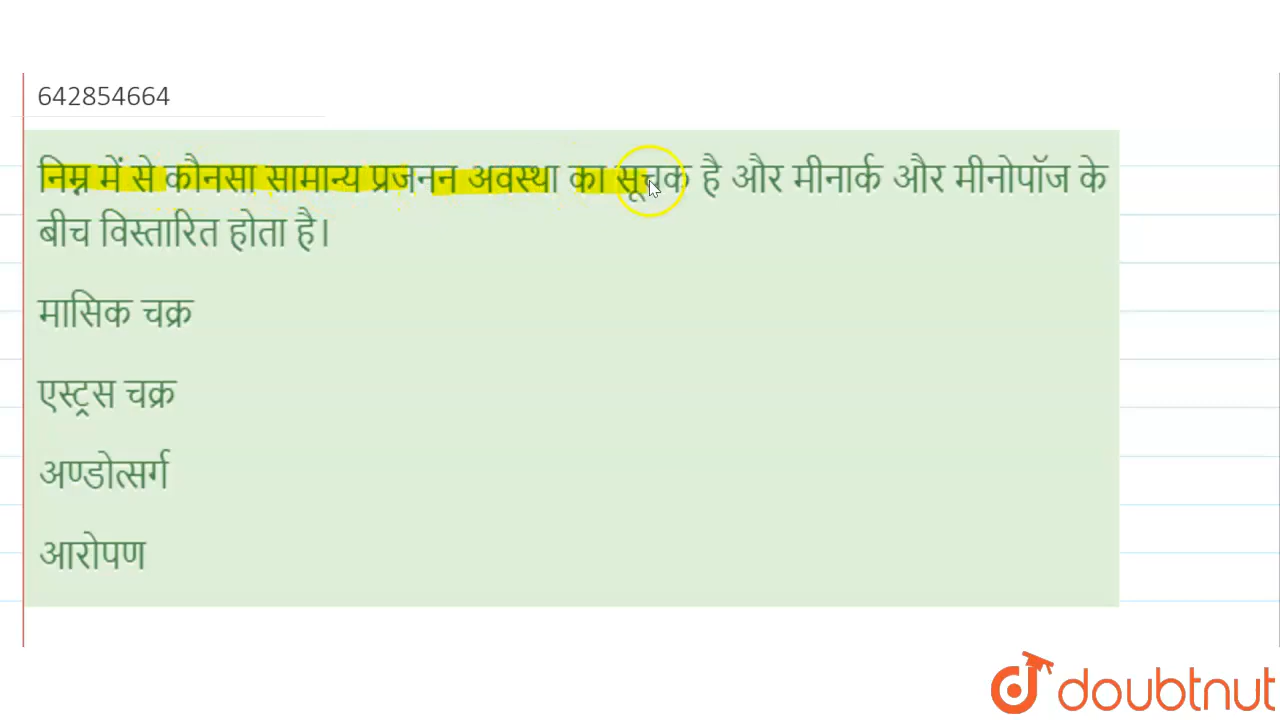 642854664
निम्न में से कौनसा सामान्य प्रजनन अवस्था का सूचक है और मीनार्क और मीनोपॉज के
बीच विस्तारित होता है।
मासिक चक्र
एस्ट्रस चक्र
अण्डोत्सर्ग
आरोपण
doubtnut